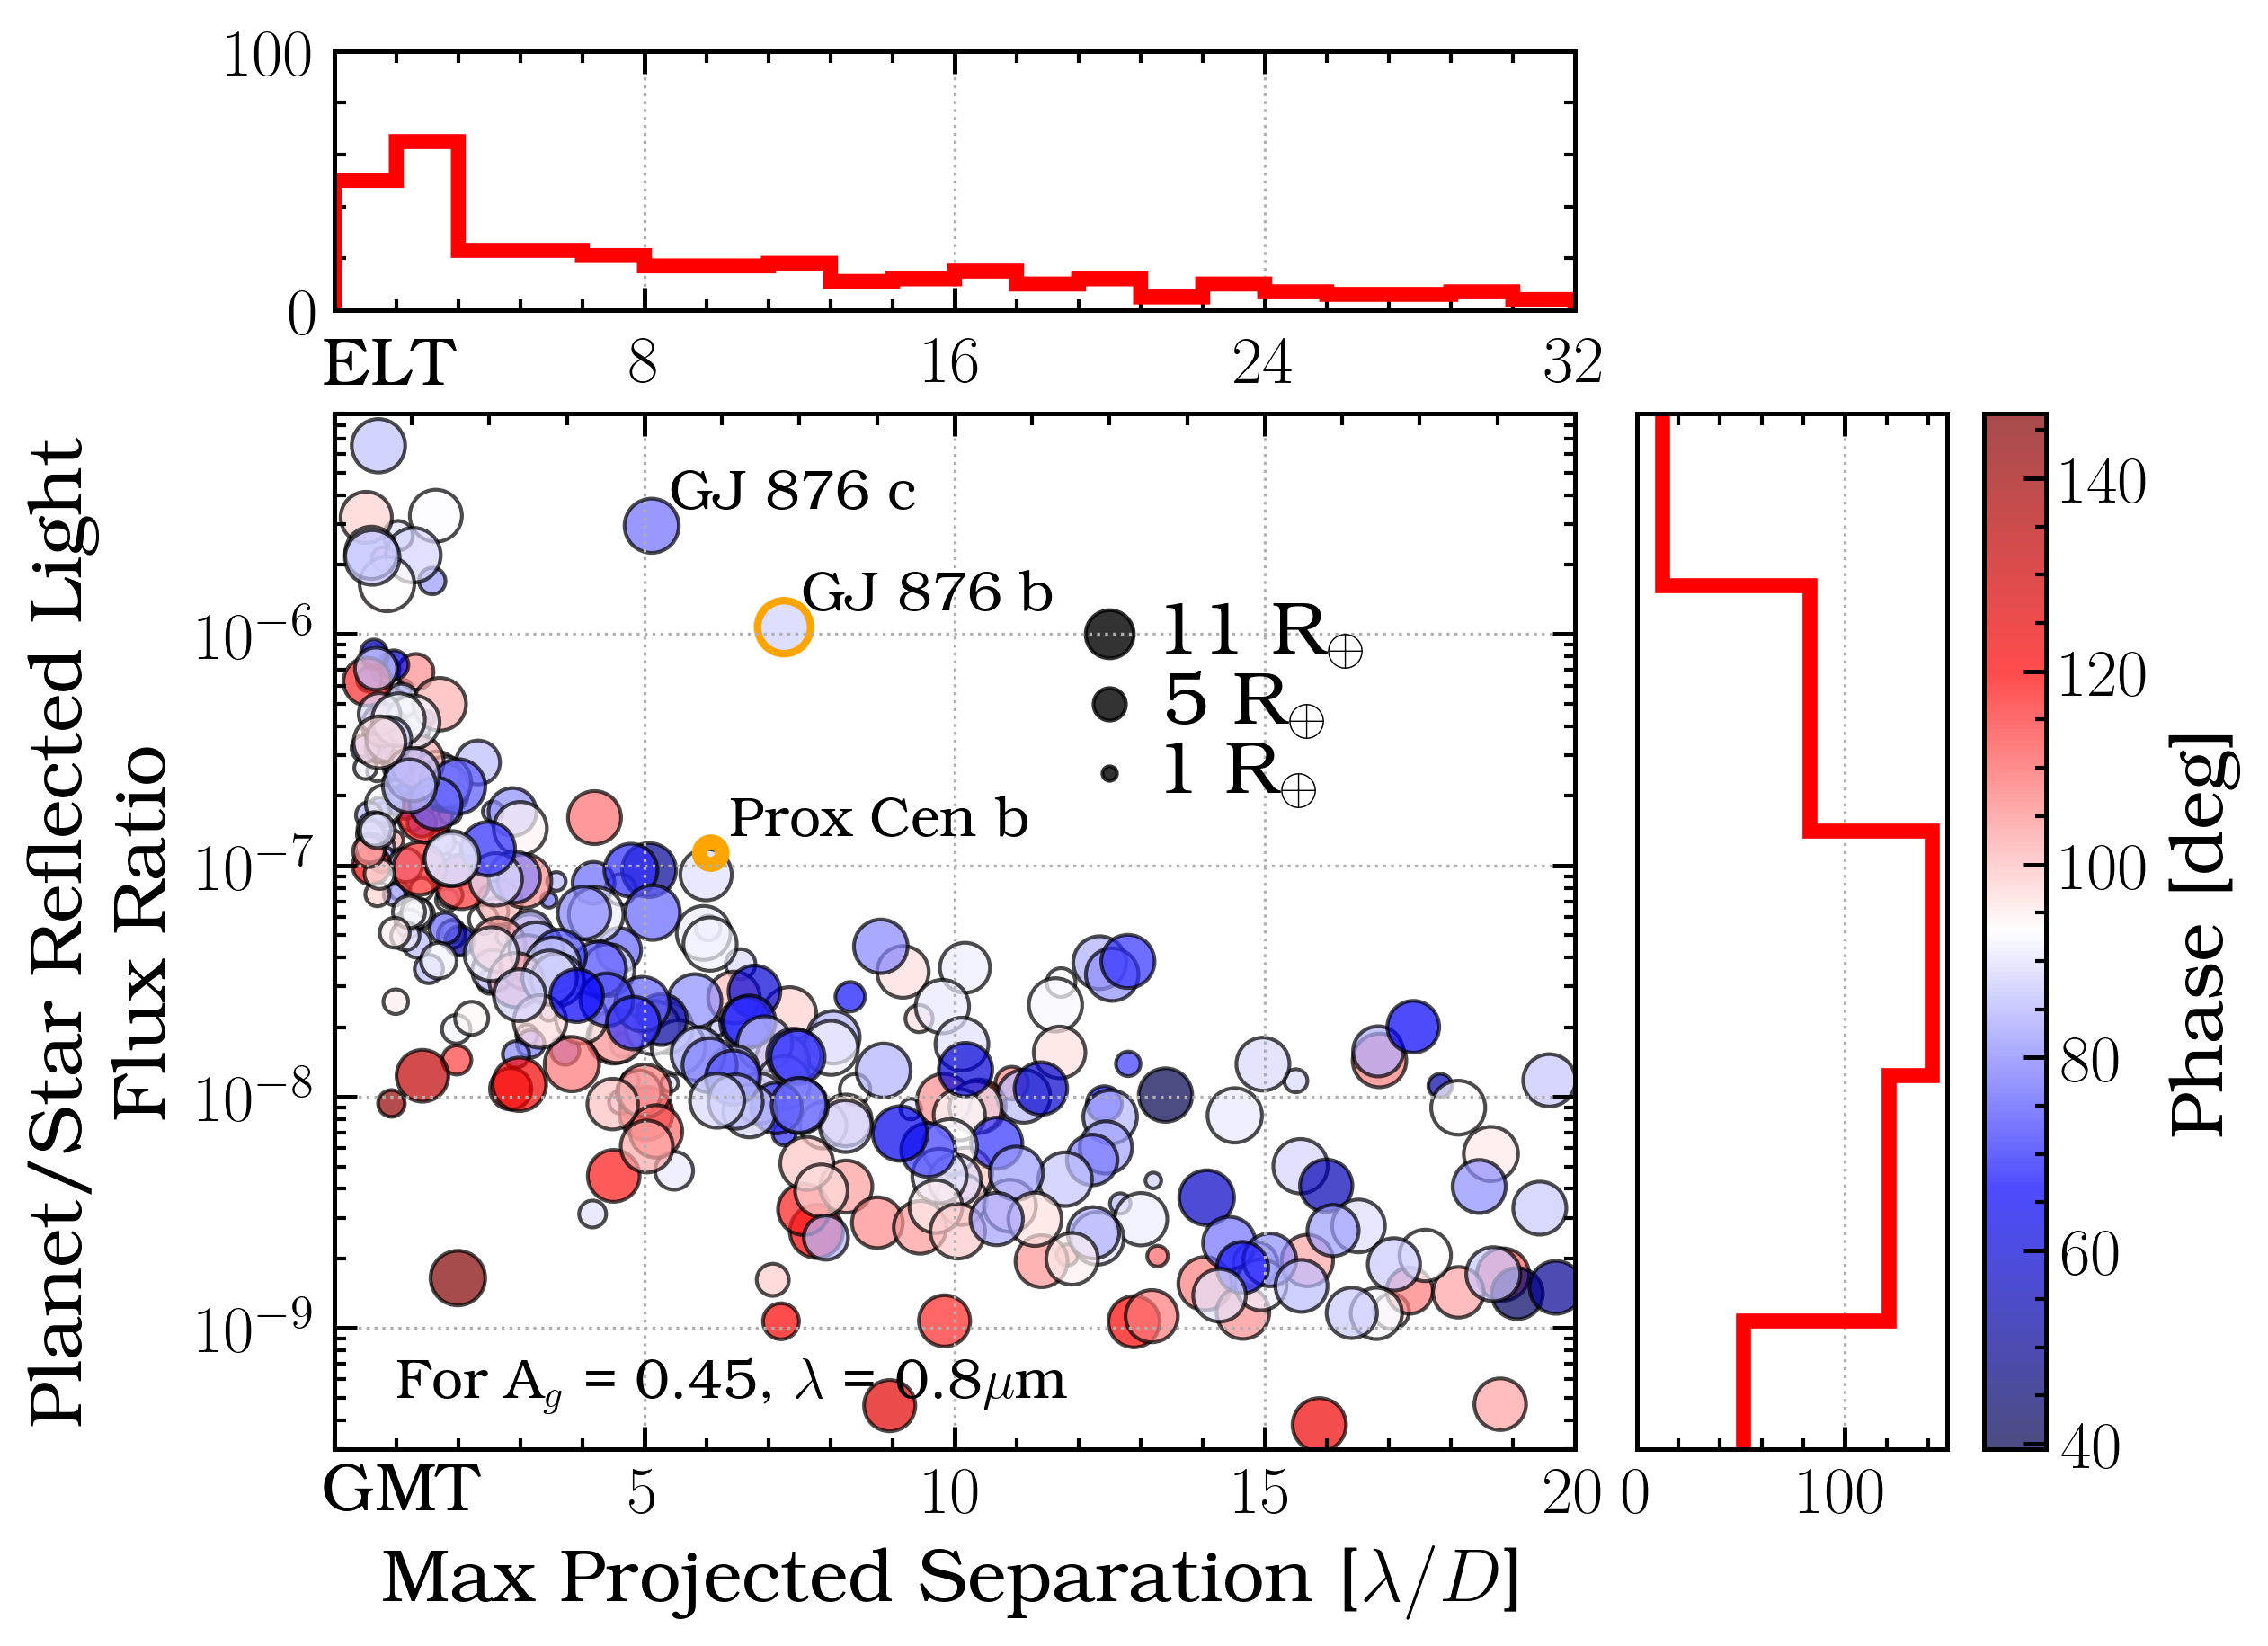 100
0
ELT 8 16 24 32
Planet/Star Reflected Light
Flux Ratio
10⁻⁶
10⁻⁷
10⁻⁸
10⁻⁹
GJ 876 c
GJ 876 b
11 R⊕
5 R⊕
1 R⊕
Prox Cen b
For A_g = 0.45, λ = 0.8μm
GMT 5 10 15 20
Max Projected Separation [λ/D]
0 100
140
120
100
80
60
40
Phase [deg]